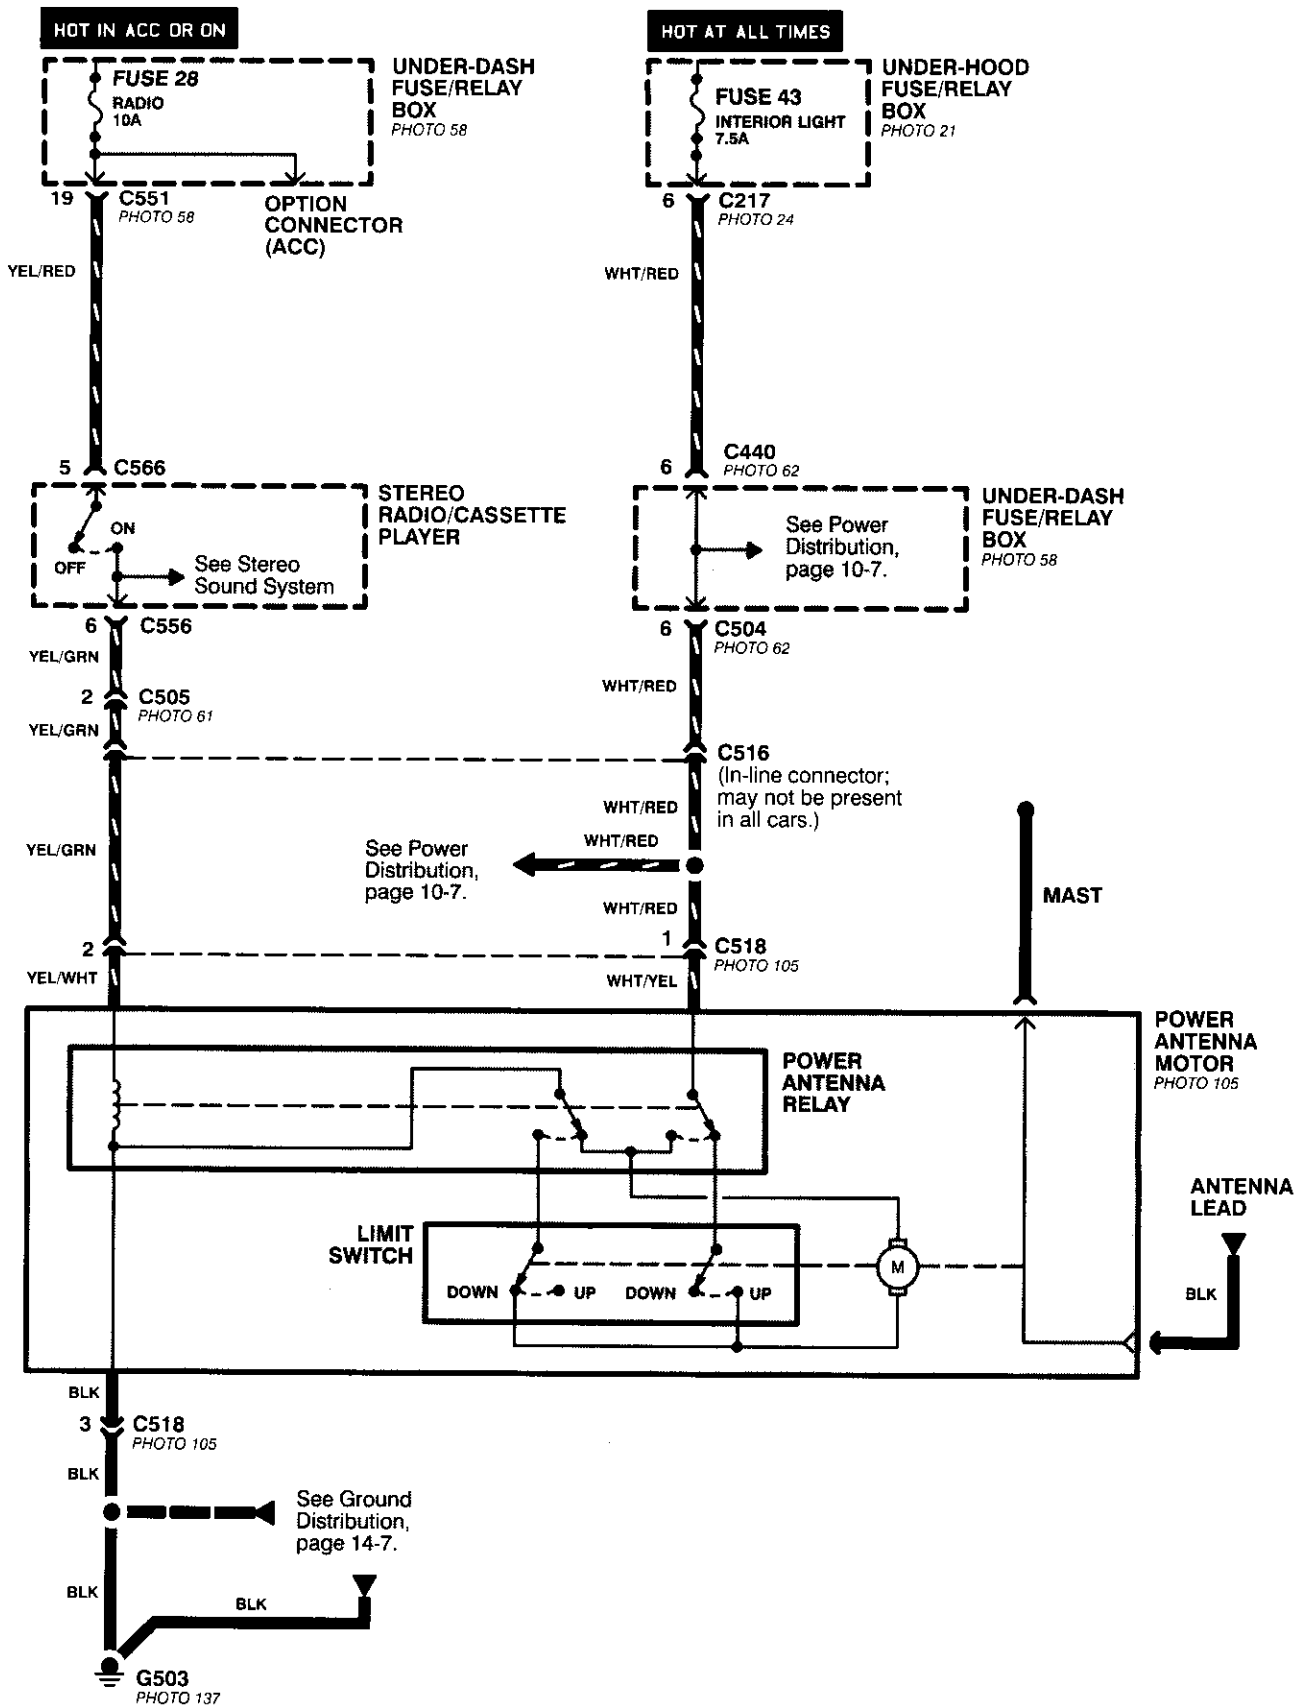 HOT IN ACC OR ON
HOT AT ALL TIMES
FUSE 28
RADIO
10A
UNDER-DASH
FUSE/RELAY
BOX
PHOTO 58
FUSE 43
INTERIOR LIGHT
7.5A
UNDER-HOOD
FUSE/RELAY
BOX
PHOTO 21
19
C551
PHOTO 58
OPTION
CONNECTOR
(ACC)
6
C217
PHOTO 24
YEL/RED
WHT/RED
5
C566
6
C440
PHOTO 62
STEREO
RADIO/CASSETTE
PLAYER
ON
OFF
See Stereo
Sound System
See Power
Distribution,
page 10-7.
UNDER-DASH
FUSE/RELAY
BOX
PHOTO 58
6
C556
6
C504
PHOTO 62
YEL/GRN
2
C505
PHOTO 61
WHT/RED
YEL/GRN
C516
(In-line connector;
may not be present
in all cars.)
WHT/RED
WHT/RED
YEL/GRN
See Power
Distribution,
page 10-7.
WHT/RED
MAST
2
1
C518
PHOTO 105
YEL/WHT
WHT/YEL
POWER
ANTENNA
MOTOR
PHOTO 105
POWER
ANTENNA
RELAY
ANTENNA
LEAD
LIMIT
SWITCH
M
DOWN
UP
DOWN
UP
BLK
BLK
3
C518
PHOTO 105
BLK
See Ground
Distribution,
page 14-7.
BLK
BLK
G503
PHOTO 137